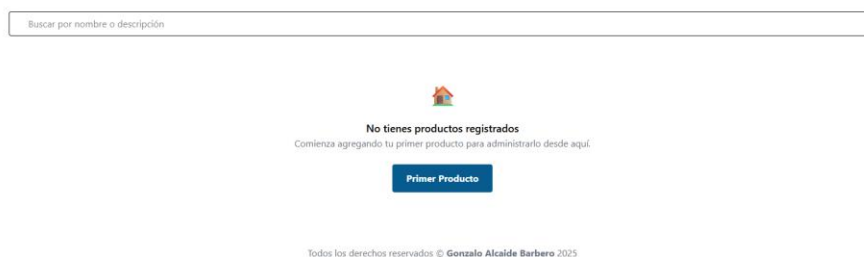 Buscar por nombre o descripción
No tienes productos registrados
Comienza agregando tu primer producto para administrarlo desde aquí.
Primer Producto
Todos los derechos reservados © Gonzalo Alcaide Barbero 2025